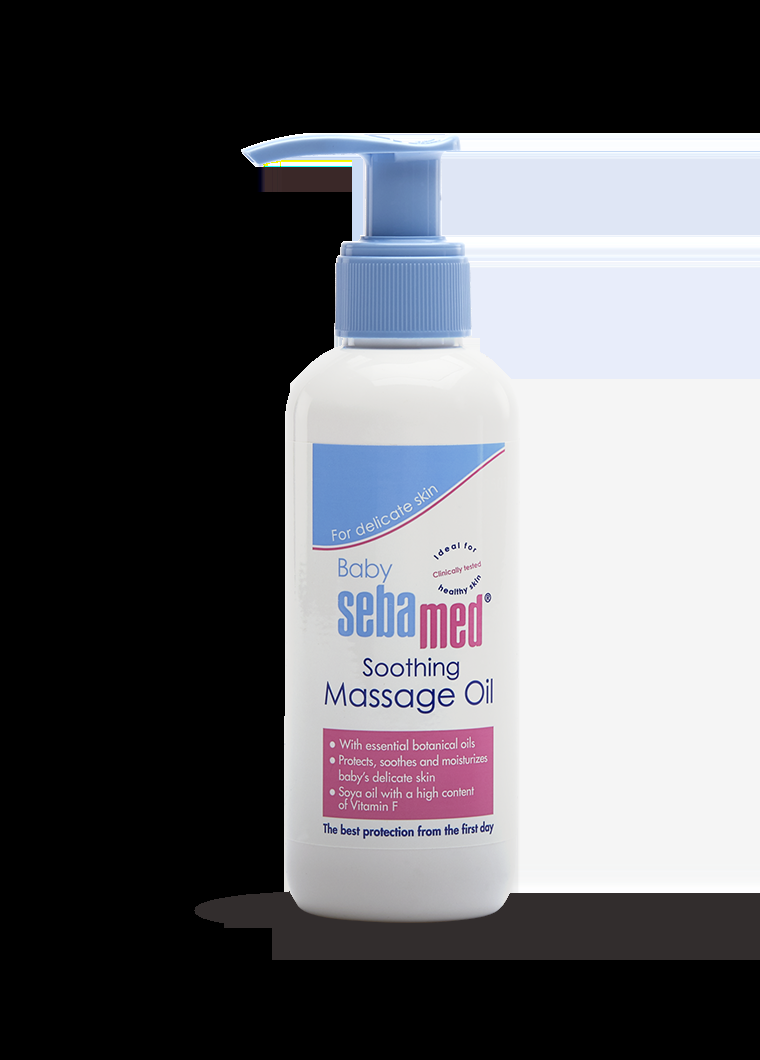 For delicate skin
Ideal for
Clinically tested
healthy skin
Baby
sebamed®
Soothing
Massage Oil
• With essential botanical oils
• Protects, soothes and moisturizes
baby's delicate skin
• Soya oil with a high content
of Vitamin F
The best protection from the first day